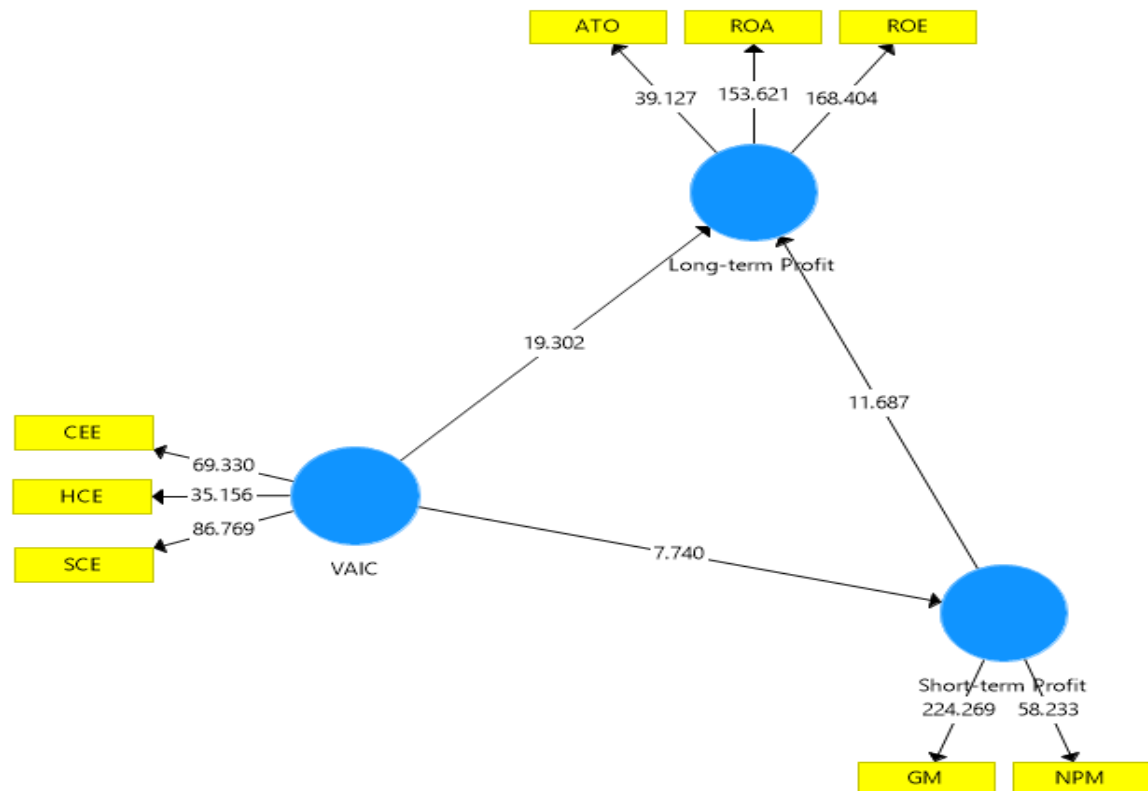 ATO
ROA
ROE
39.127
153.621
168.404
Long-term Profit
19.302
11.687
CEE
69.330
HCE
35.156
SCE
86.769
VAIC
7.740
Short-term Profit
224.269
58.233
GM
NPM